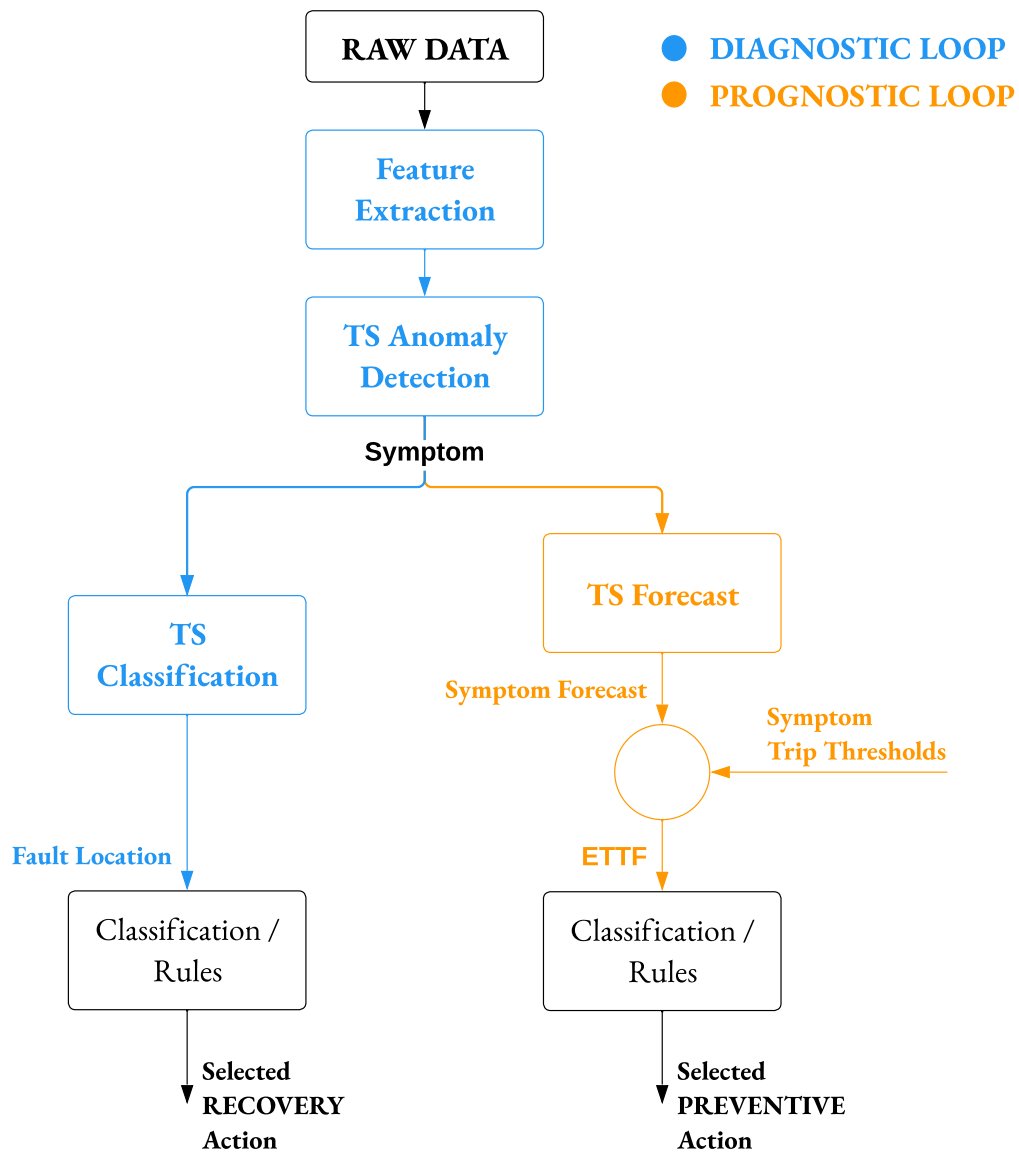 RAW DATA
DIAGNOSTIC LOOP
PROGNOSTIC LOOP
Feature
Extraction
TS Anomaly
Detection
Symptom
TS
Classification
Fault Location
Classification /
Rules
Selected
RECOVERY
Action
TS Forecast
Symptom Forecast
Symptom
Trip Thresholds
ETTF
Classification /
Rules
Selected
PREVENTIVE
Action